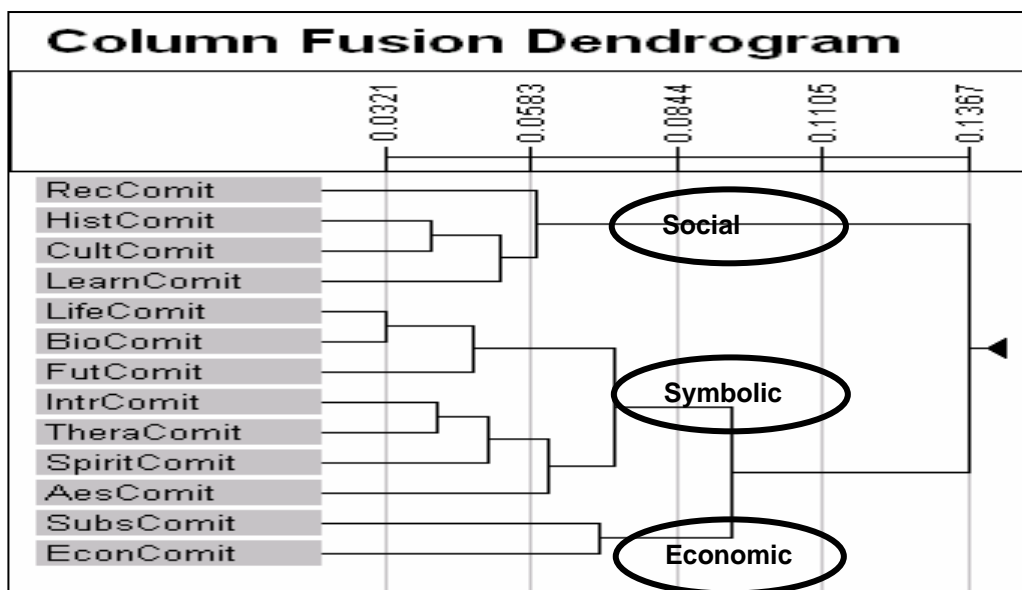 Column Fusion Dendrogram
0.0321 0.0583 0.0844 0.1105 0.1367
RecComit
HistComit
Social
CultComit
LearnComit
LifeComit
BioComit
FutComit
Symbolic
IntrComit
TheraComit
SpiritComit
AesComit
SubsComit
EconComit
Economic